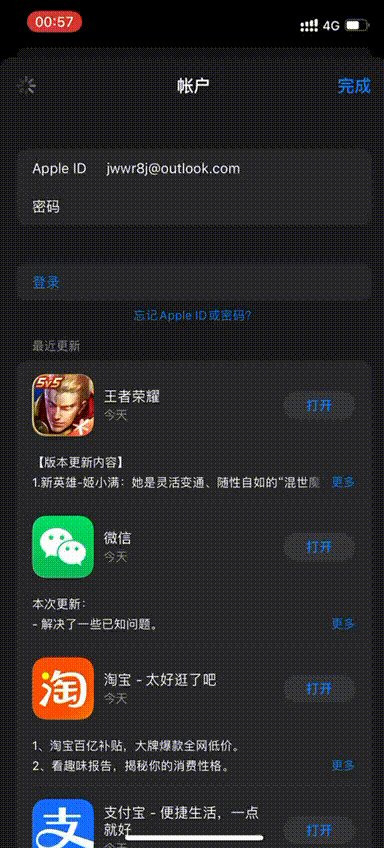 00:57
4G
帐户
完成
Apple ID jwwr8j@outlook.com
密码
登录
忘记 Apple ID 或密码?
最近更新
5v5
王者荣耀
今天
打开
【版本更新内容】
1.新英雄-姬小满：她是灵活变通、随性自如的“混世魔
更多
微信
今天
打开
本次更新：
- 解决了一些已知问题。
更多
淘
淘宝 - 太好逛了吧
今天
打开
1、淘宝百亿补贴，大牌爆款全网低价。
2、看趣味报告，揭秘你的消费性格。
更多
支
支付宝 - 便捷生活，一点
就好
打开